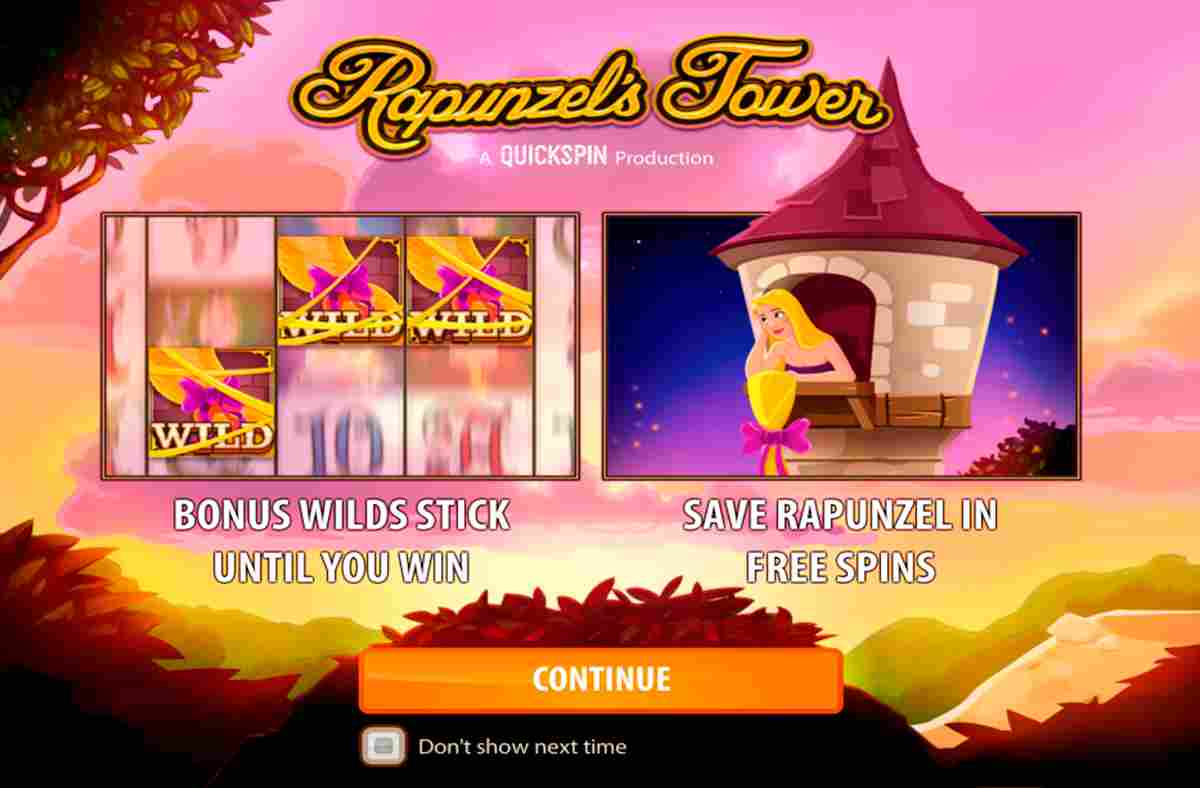 Rapunzel's Tower
A QUICKSPIN Production
WILD WILD
WILD
10
BONUS WILDS STICK
UNTIL YOU WIN
SAVE RAPUNZEL IN
FREE SPINS
CONTINUE
Don't show next time